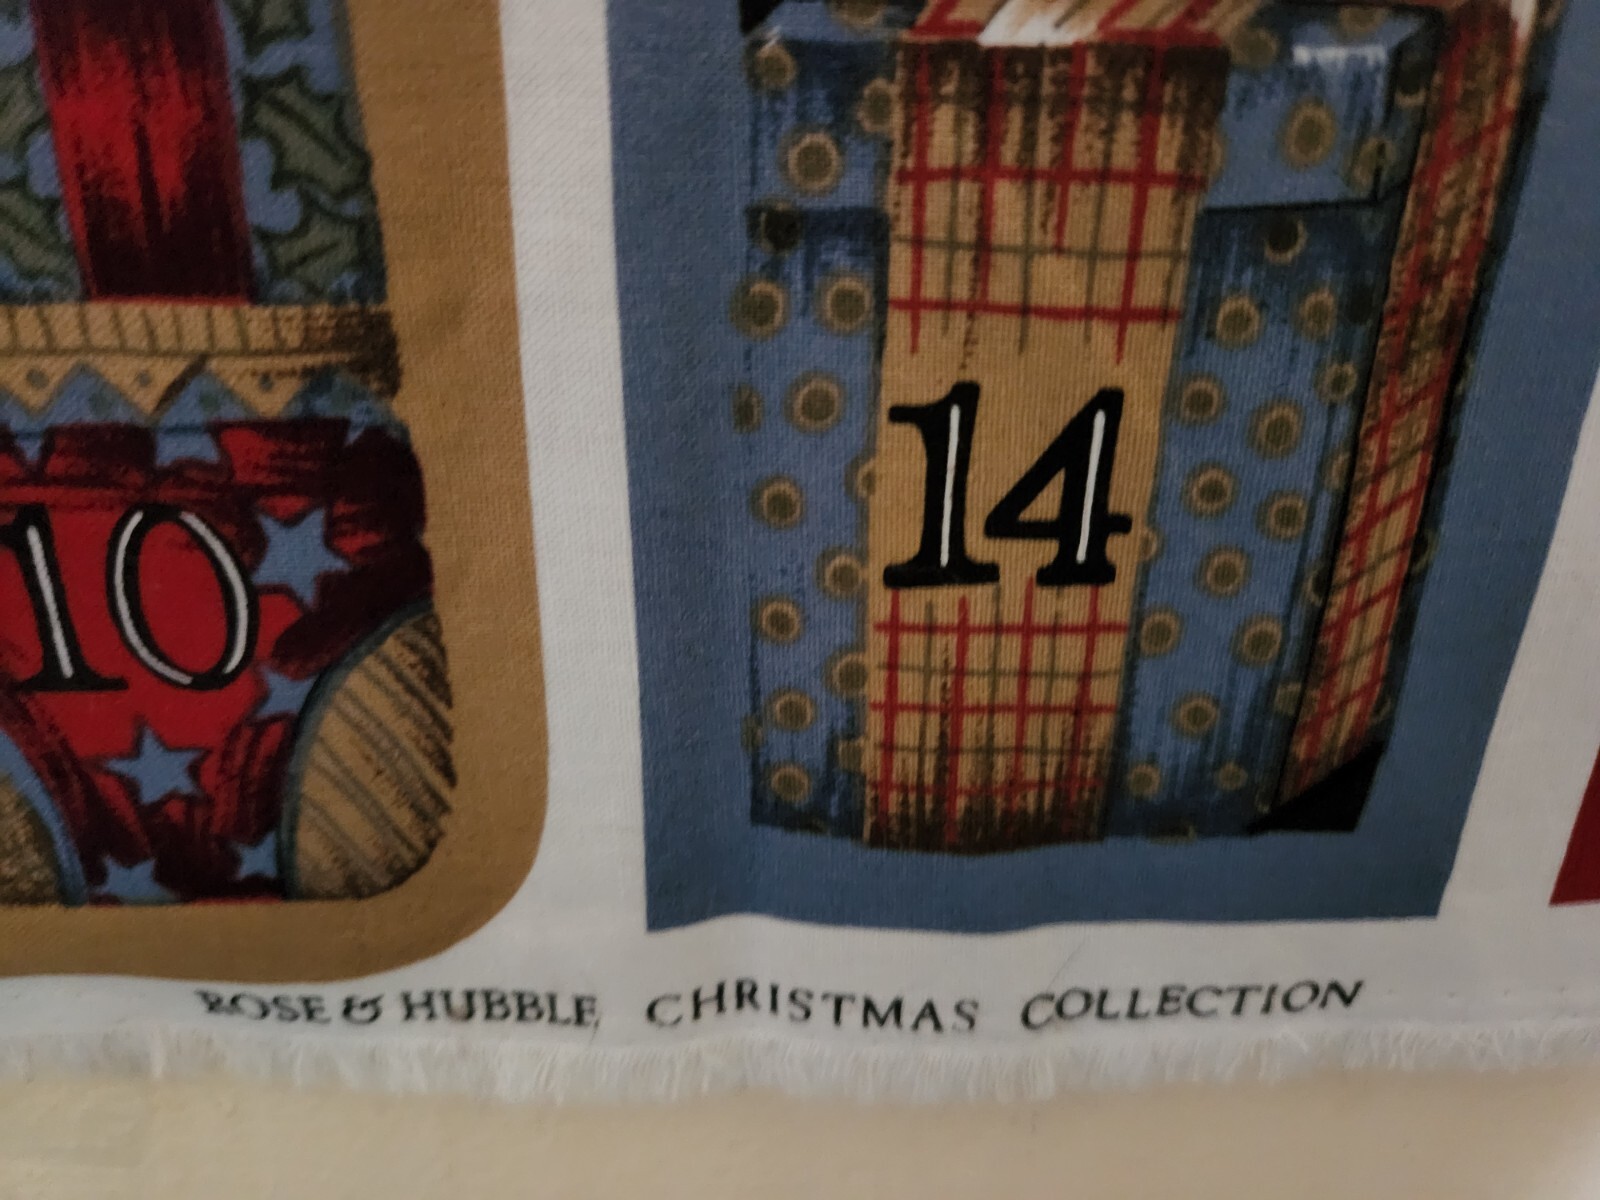 10
14
ROSE & HUBBLE, CHRISTMAS COLLECTION